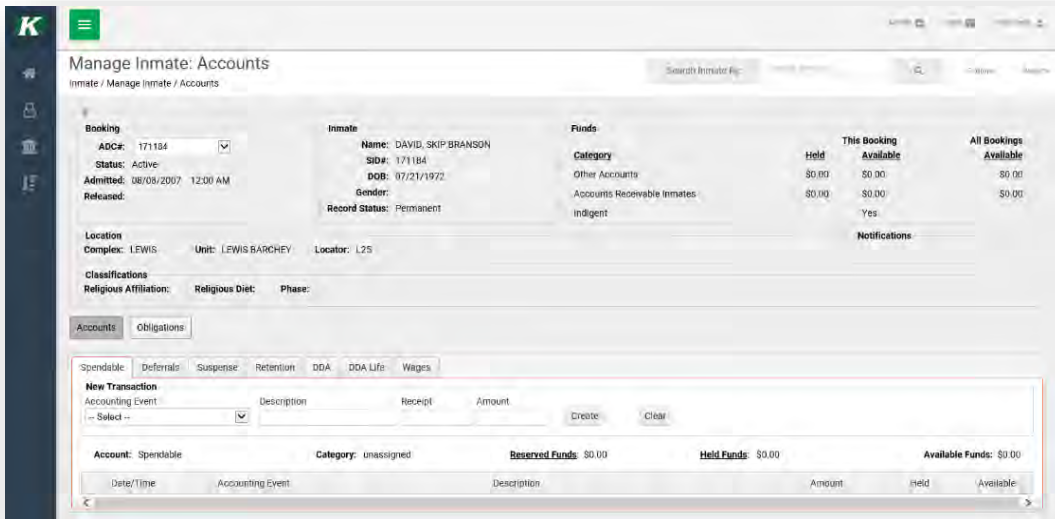 K
Manage Inmate: Accounts
Inmate / Manage Inmate / Accounts
Search Inmate By:
Booking
ADC#: 171184
Status: Active
Admitted: 08/08/2007 12:00 AM
Released:
Inmate
Name: DAVID, SKIP BRANSON
SID#: 171184
DOB: 07/21/1972
Gender:
Record Status: Permanent
Funds
This Booking All Bookings
Category Held Available Available
Other Accounts $0.00 $0.00 $0.00
Accounts Receivable Inmates $0.00 $0.00 $0.00
Indigent Yes
Location Notifications
Complex: LEWIS Unit: LEWIS BARCHEY Locator: L25
Classifications
Religious Affiliation: Religious Diet: Phase:
Accounts Obligations
Spendable Deferrals Suspense Retention DDA DDA Life Wages
New Transaction
Accounting Event Description Receipt Amount
-- Select -- Create Clear
Account: Spendable Category: unassigned Reserved Funds: $0.00 Held Funds: $0.00 Available Funds: $0.00
Date/Time Accounting Event Description Amount Held Available